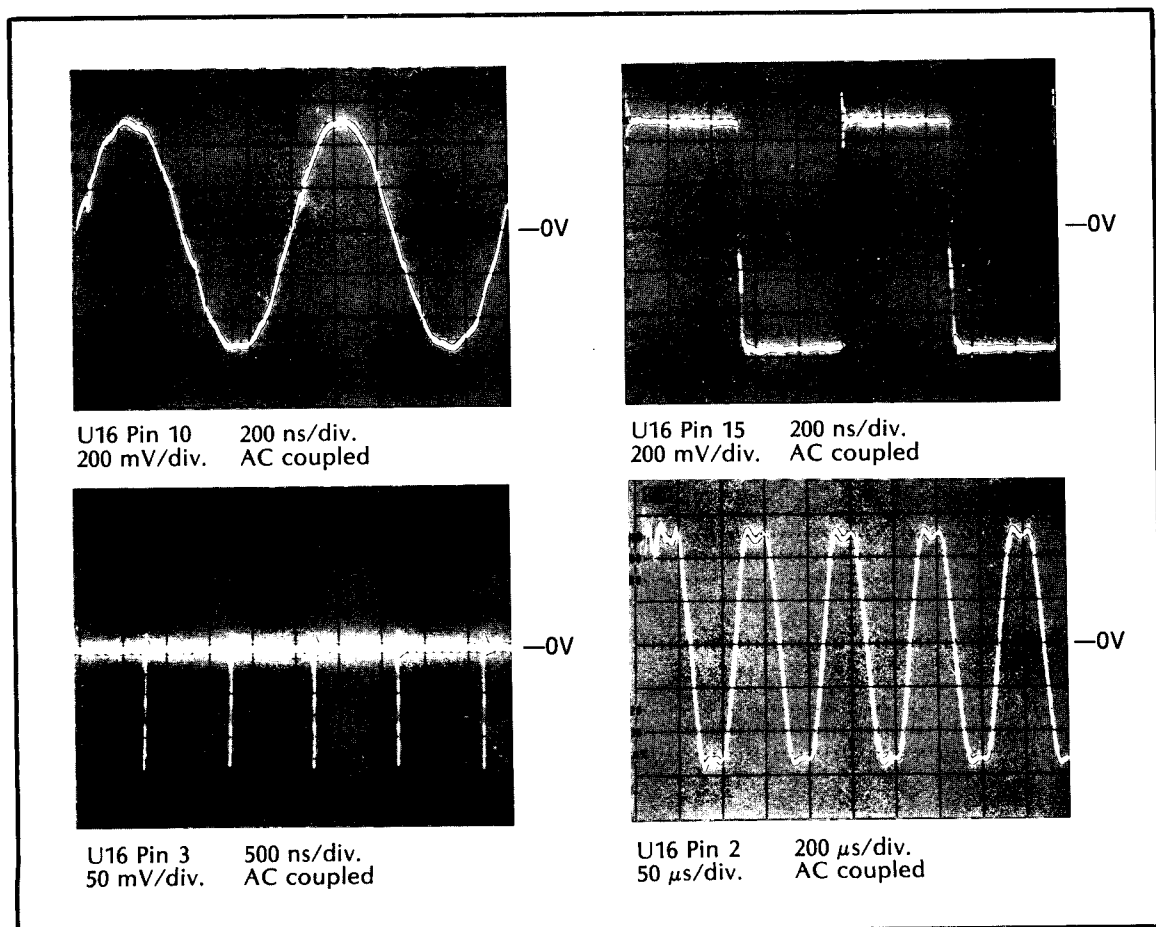 —0V
—0V
U16 Pin 10 200 ns/div.
200 mV/div. AC coupled
U16 Pin 15 200 ns/div.
200 mV/div. AC coupled
—0V
—0V
U16 Pin 3 500 ns/div.
50 mV/div. AC coupled
U16 Pin 2 200 μs/div.
50 μs/div. AC coupled